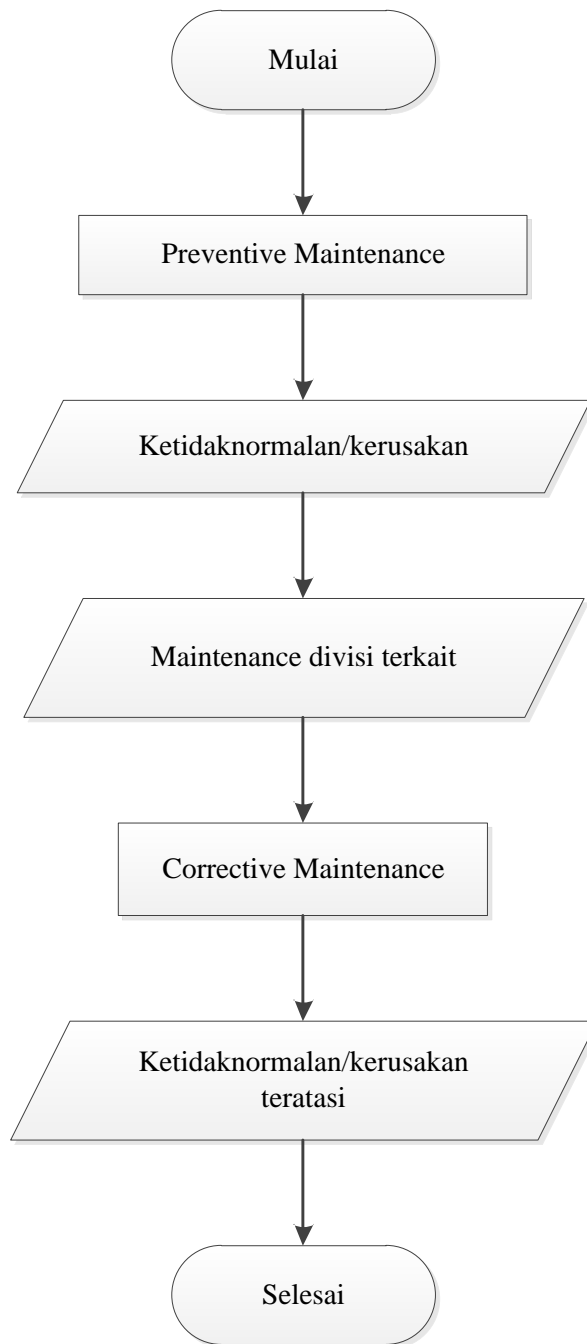 Mulai
Preventive Maintenance
Ketidaknormalan/kerusakan
Maintenance divisi terkait
Corrective Maintenance
Ketidaknormalan/kerusakan
teratasi
Selesai